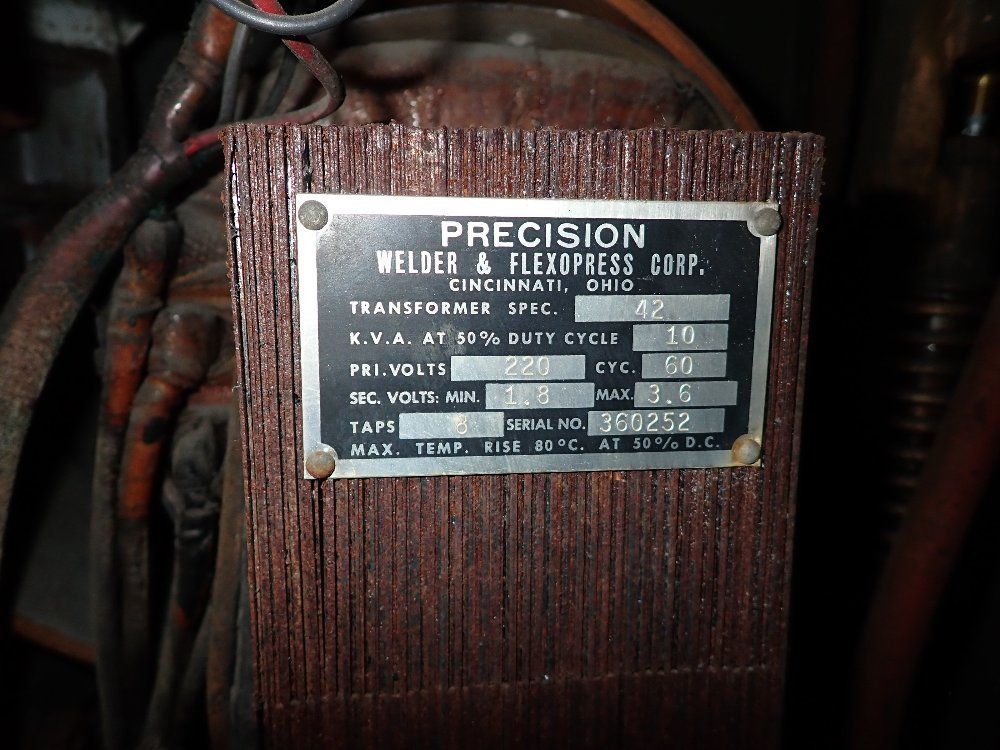 PRECISION
WELDER & FLEXOPRESS CORP.
CINCINNATI, OHIO
TRANSFORMER SPEC. 42
K.V.A. AT 50% DUTY CYCLE 10
PRI. VOLTS 220 CYC. 60
SEC. VOLTS: MIN. 1.8 MAX. 3.6
TAPS 8 SERIAL NO. 360252
MAX. TEMP. RISE 80°C. AT 50% D.C.